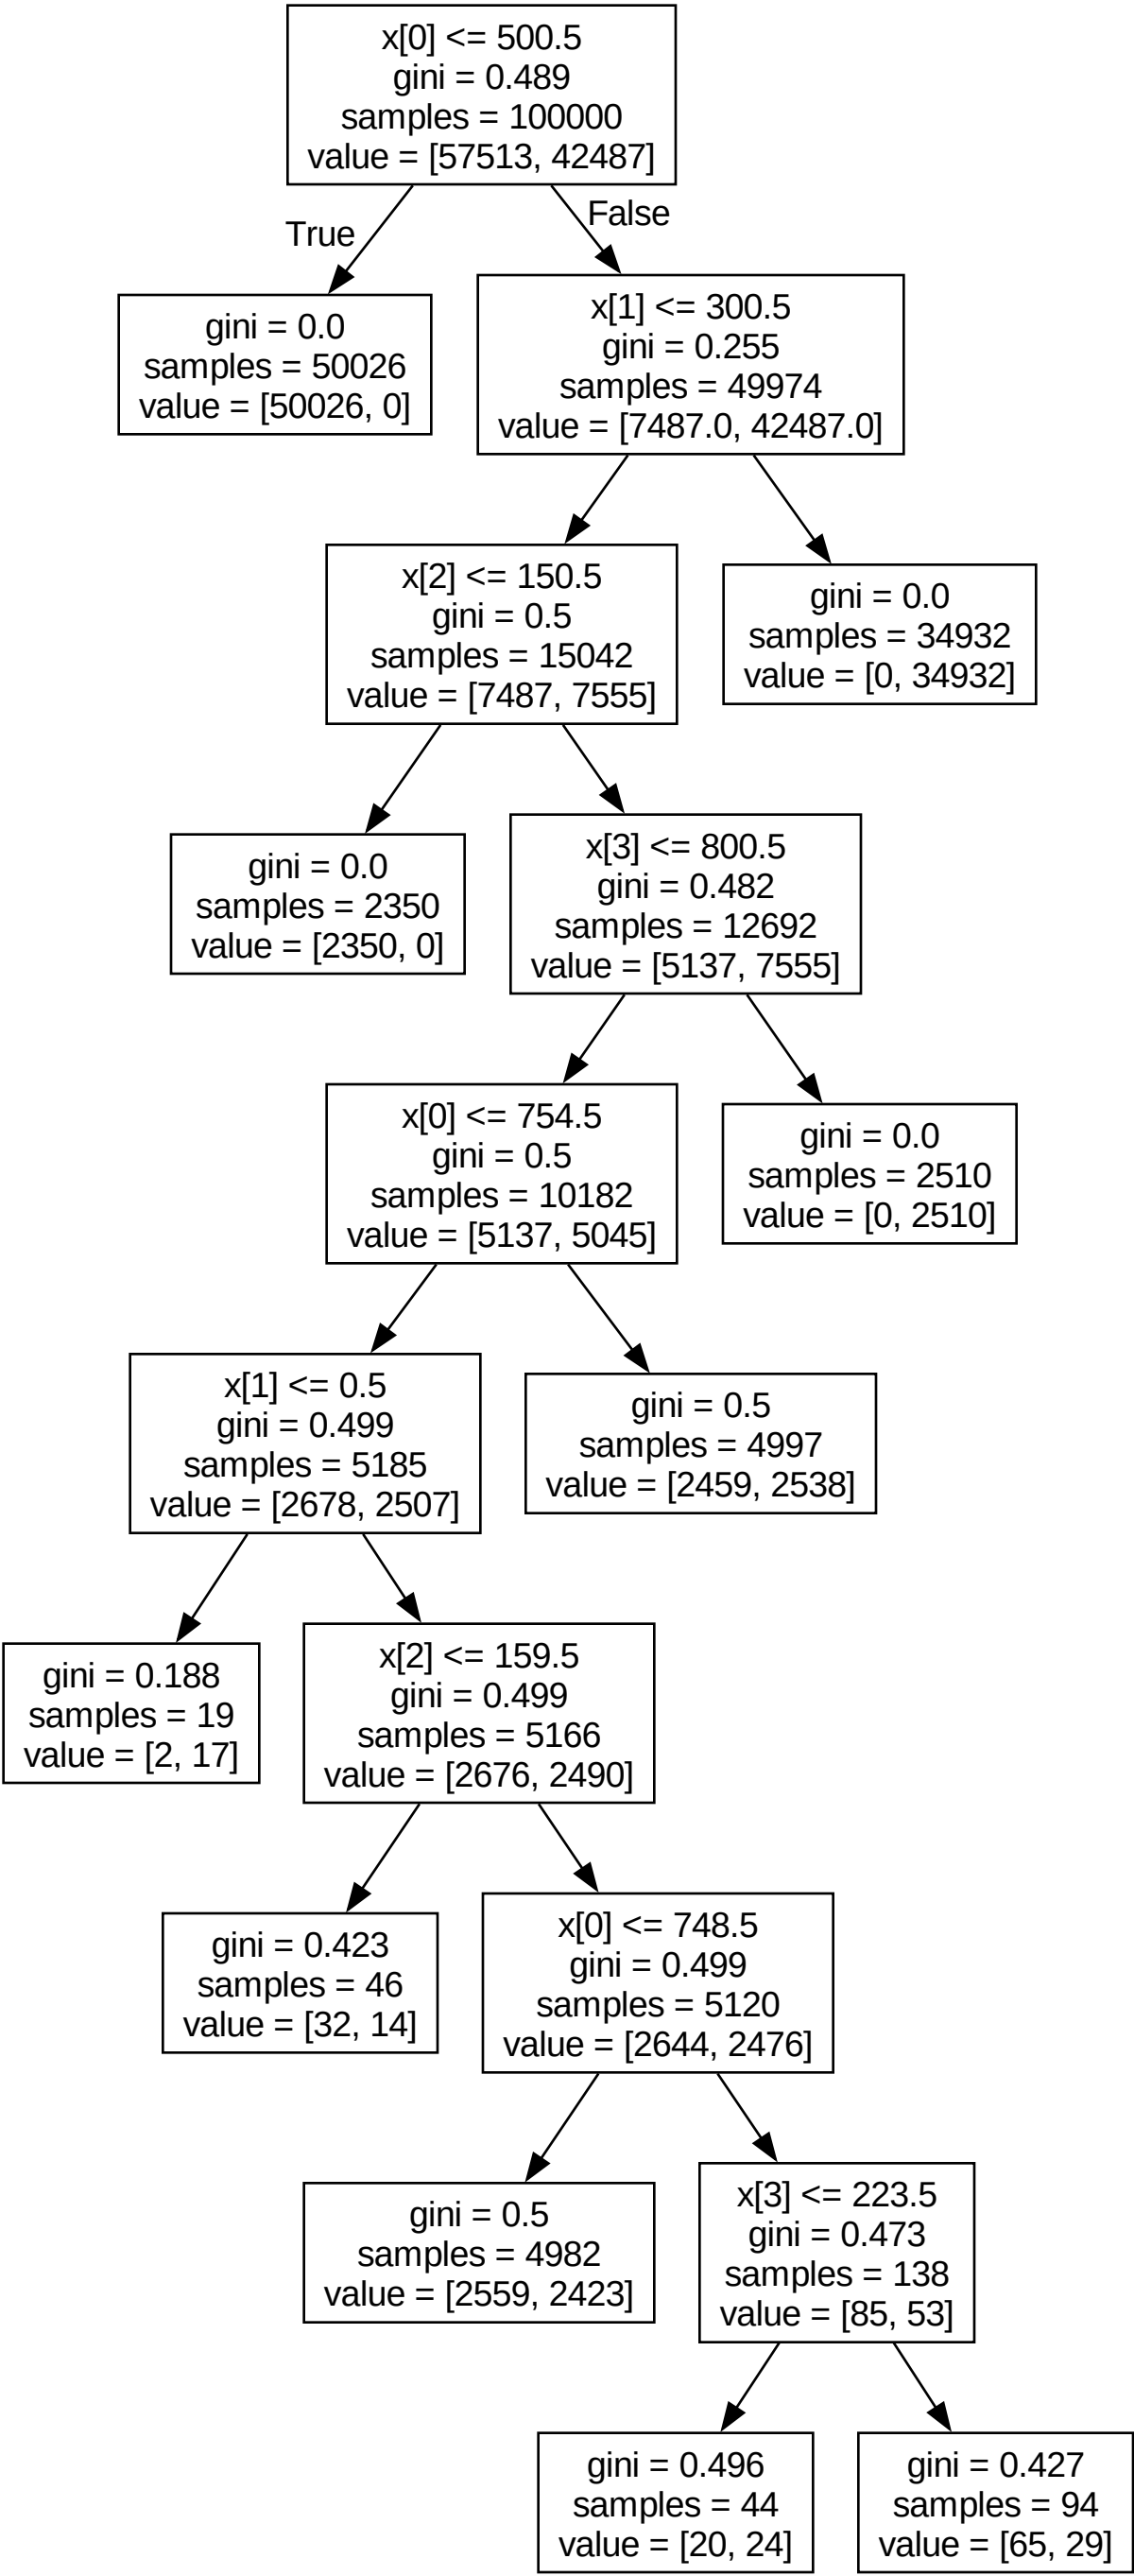 x[0] <= 500.5
gini = 0.489
samples = 100000
value = [57513, 42487]
True
False
gini = 0.0
samples = 50026
value = [50026, 0]
x[1] <= 300.5
gini = 0.255
samples = 49974
value = [7487.0, 42487.0]
x[2] <= 150.5
gini = 0.5
samples = 15042
value = [7487, 7555]
gini = 0.0
samples = 34932
value = [0, 34932]
gini = 0.0
samples = 2350
value = [2350, 0]
x[3] <= 800.5
gini = 0.482
samples = 12692
value = [5137, 7555]
x[0] <= 754.5
gini = 0.5
samples = 10182
value = [5137, 5045]
gini = 0.0
samples = 2510
value = [0, 2510]
x[1] <= 0.5
gini = 0.499
samples = 5185
value = [2678, 2507]
gini = 0.5
samples = 4997
value = [2459, 2538]
gini = 0.188
samples = 19
value = [2, 17]
x[2] <= 159.5
gini = 0.499
samples = 5166
value = [2676, 2490]
gini = 0.423
samples = 46
value = [32, 14]
x[0] <= 748.5
gini = 0.499
samples = 5120
value = [2644, 2476]
gini = 0.5
samples = 4982
value = [2559, 2423]
x[3] <= 223.5
gini = 0.473
samples = 138
value = [85, 53]
gini = 0.496
samples = 44
value = [20, 24]
gini = 0.427
samples = 94
value = [65, 29]